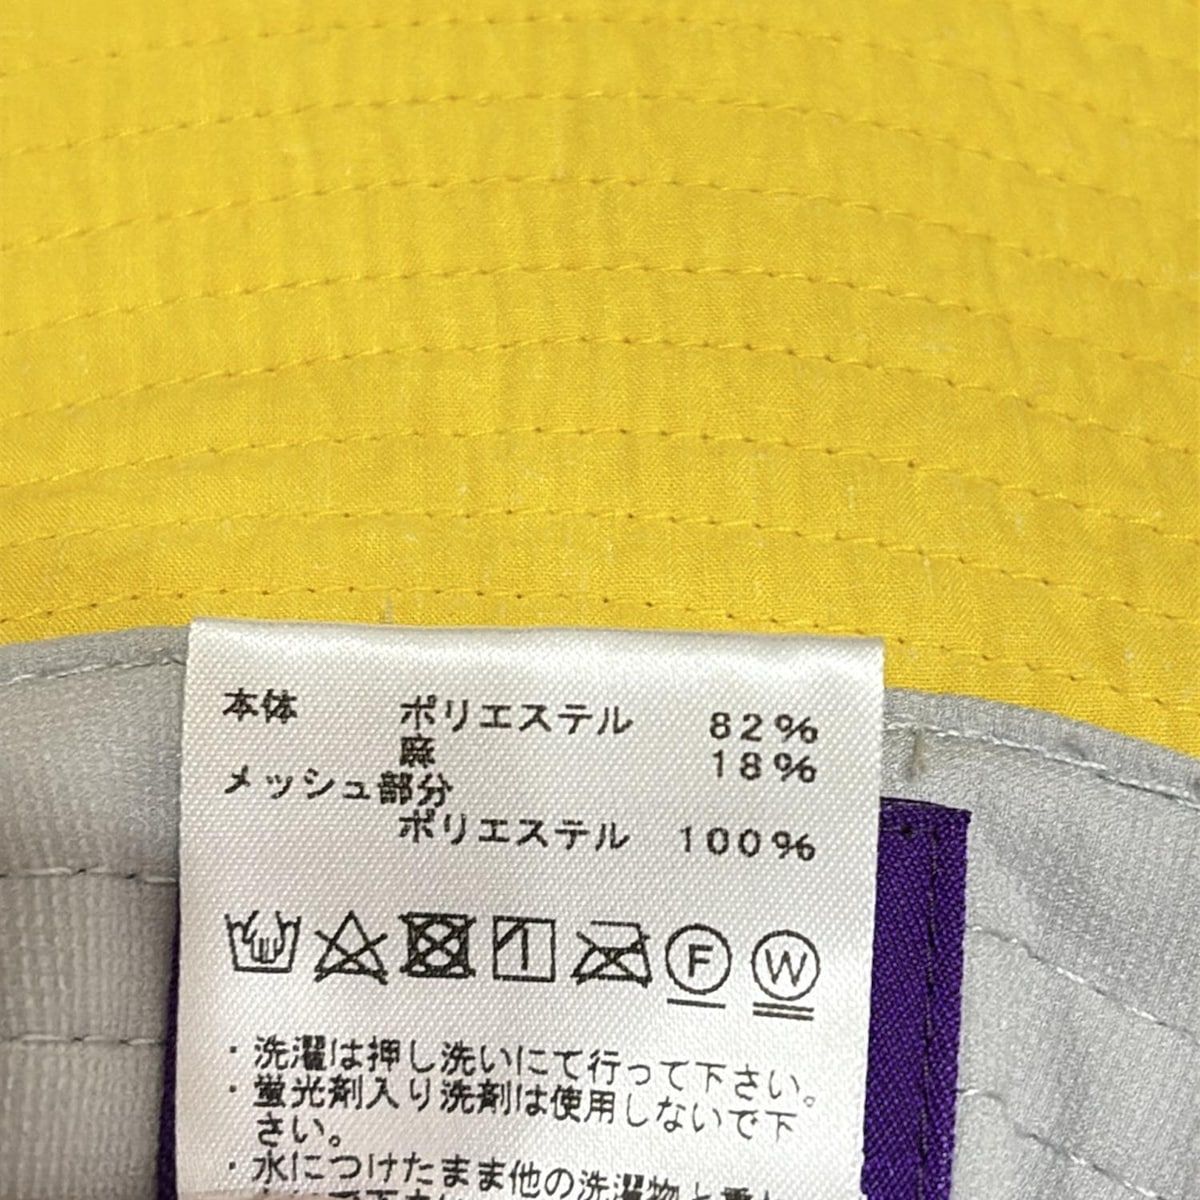 本体 ポリエステル 82%
麻 18%
メッシュ部分
ポリエステル 100%
F W
・洗濯は押し洗いにて行って下さい。
・蛍光剤入り洗剤は使用しないで下
さい。
・水につけたまま他の洗濯物と重ね